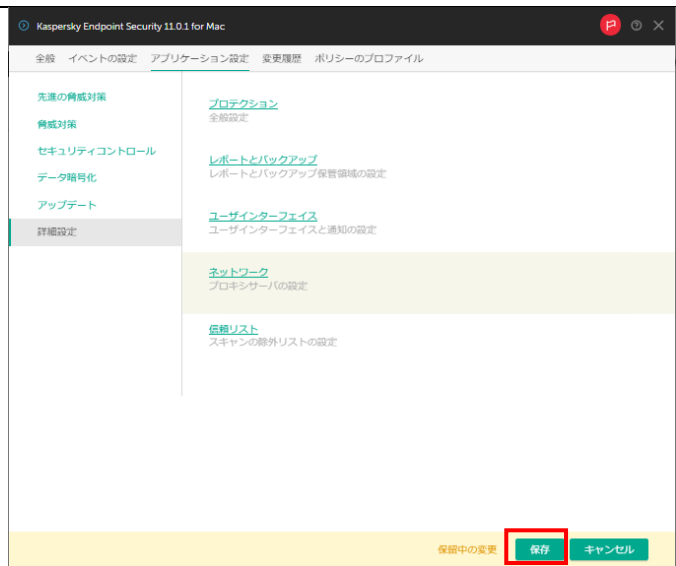 Kaspersky Endpoint Security 11.0.1 for Mac
全般 イベントの設定 アプリケーション設定 変更履歴 ポリシーのプロファイル
先進の脅威対策
脅威対策
セキュリティコントロール
データ暗号化
アップデート
詳細設定
プロテクション
全般設定
レポートとバックアップ
レポートとバックアップ保管領域の設定
ユーザインターフェイス
ユーザインターフェイスと通知の設定
ネットワーク
プロキシサーバの設定
信頼リスト
スキャンの除外リストの設定
保留中の変更 保存 キャンセル